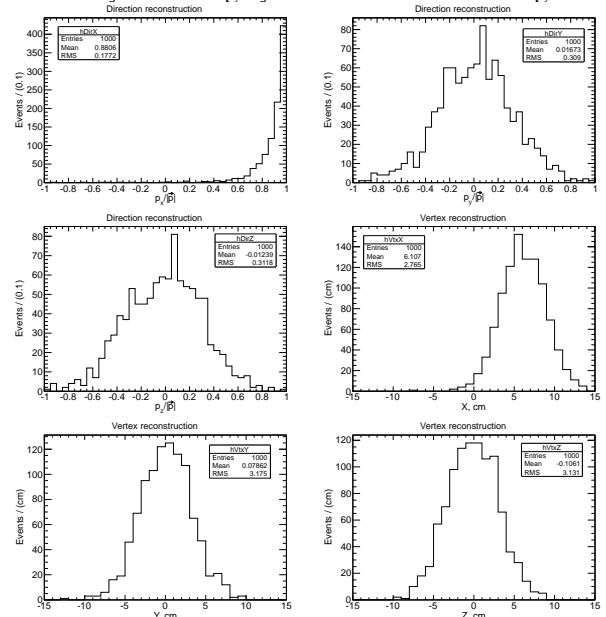 Direction reconstruction
hDirX
Entries 1000
Mean 0.8806
RMS 0.1772
Events / (0.1)
400
350
300
250
200
150
100
50
0
-1 -0.8 -0.6 -0.4 -0.2 0 0.2 0.4 0.6 0.8 1
px/|p⃗|
Direction reconstruction
hDirY
Entries 1000
Mean 0.01673
RMS 0.309
Events / (0.1)
80
70
60
50
40
30
20
10
0
-1 -0.8 -0.6 -0.4 -0.2 0 0.2 0.4 0.6 0.8 1
py/|p⃗|
Direction reconstruction
hDirZ
Entries 1000
Mean -0.01239
RMS 0.3118
Events / (0.1)
80
70
60
50
40
30
20
10
0
-1 -0.8 -0.6 -0.4 -0.2 0 0.2 0.4 0.6 0.8 1
pz/|p⃗|
Vertex reconstruction
hVtxX
Entries 1000
Mean 6.107
RMS 2.765
Events / (cm)
140
120
100
80
60
40
20
0
-15 -10 -5 0 5 10 15
X, cm
Vertex reconstruction
hVtxY
Entries 1000
Mean 0.07862
RMS 3.175
Events / (cm)
120
100
80
60
40
20
0
-15 -10 -5 0 5 10 15
Y, cm
Vertex reconstruction
hVtxZ
Entries 1000
Mean -0.1061
RMS 3.131
Events / (cm)
120
100
80
60
40
20
0
-15 -10 -5 0 5 10 15
Z, cm